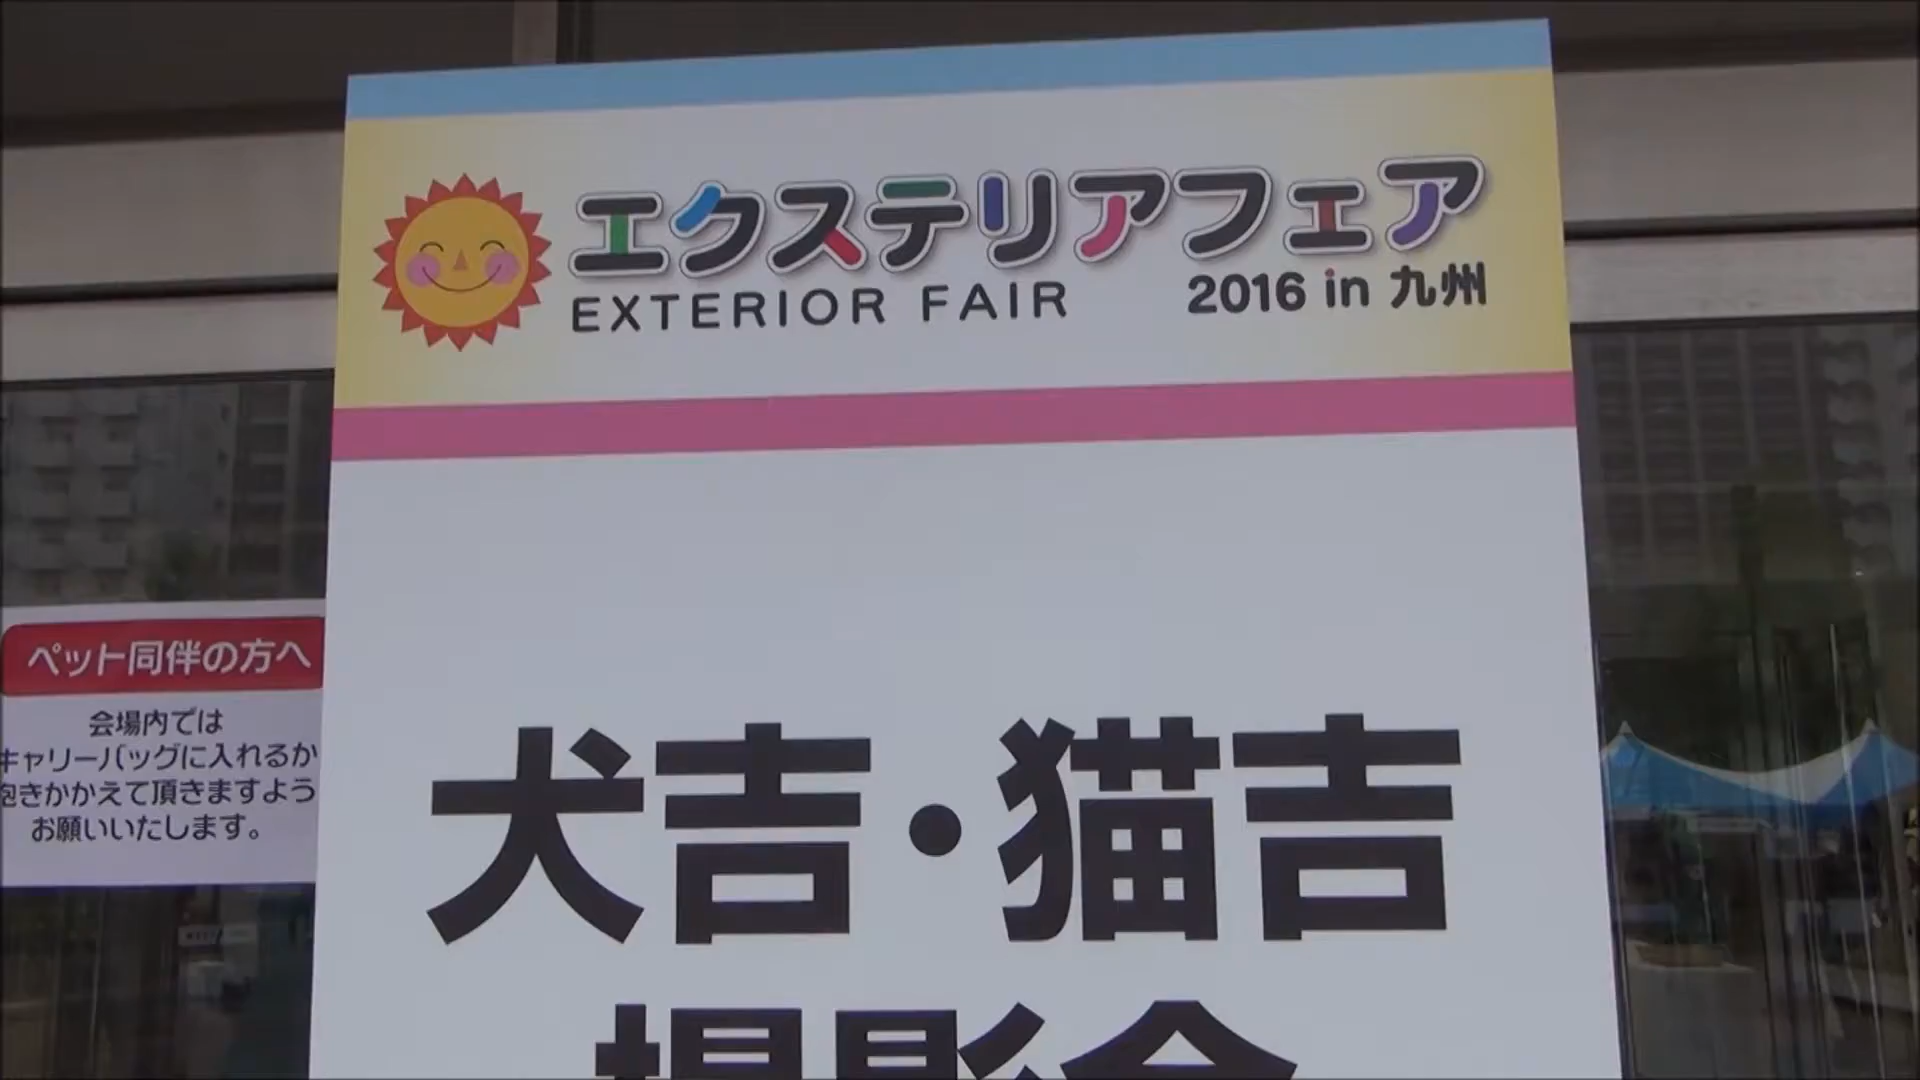 エクステリアフェア
EXTERIOR FAIR 2016 in 九州
犬吉・猫吉
撮影会
ペット同伴の方へ
会場内では
キャリーバッグに入れるか
抱きかかえて頂きますよう
お願いいたします。